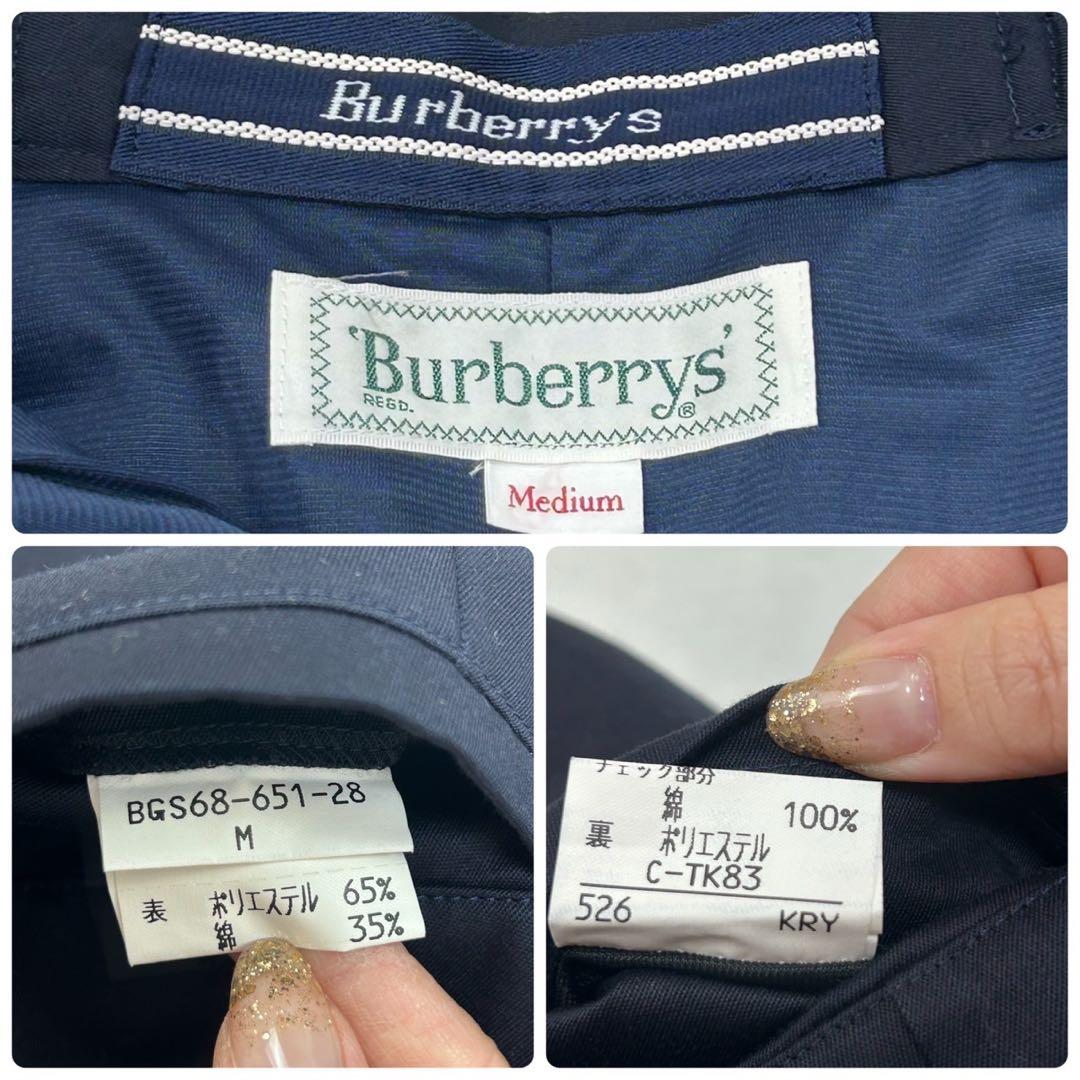 Burberrys
'Burberrys'
REGD. ®
Medium
BGS68-651-28
M
表 ポリエステル 65%
綿 35%
チェック部分
綿 100%
裏 ポリエステル
C-TK83
526 KRY